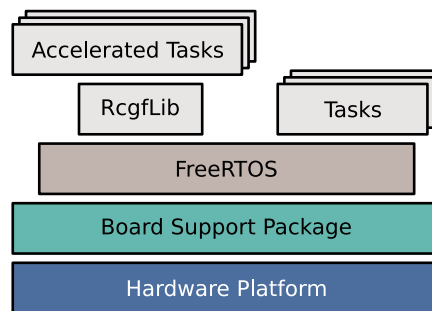 Accelerated Tasks
RcgfLib
Tasks
FreeRTOS
Board Support Package
Hardware Platform